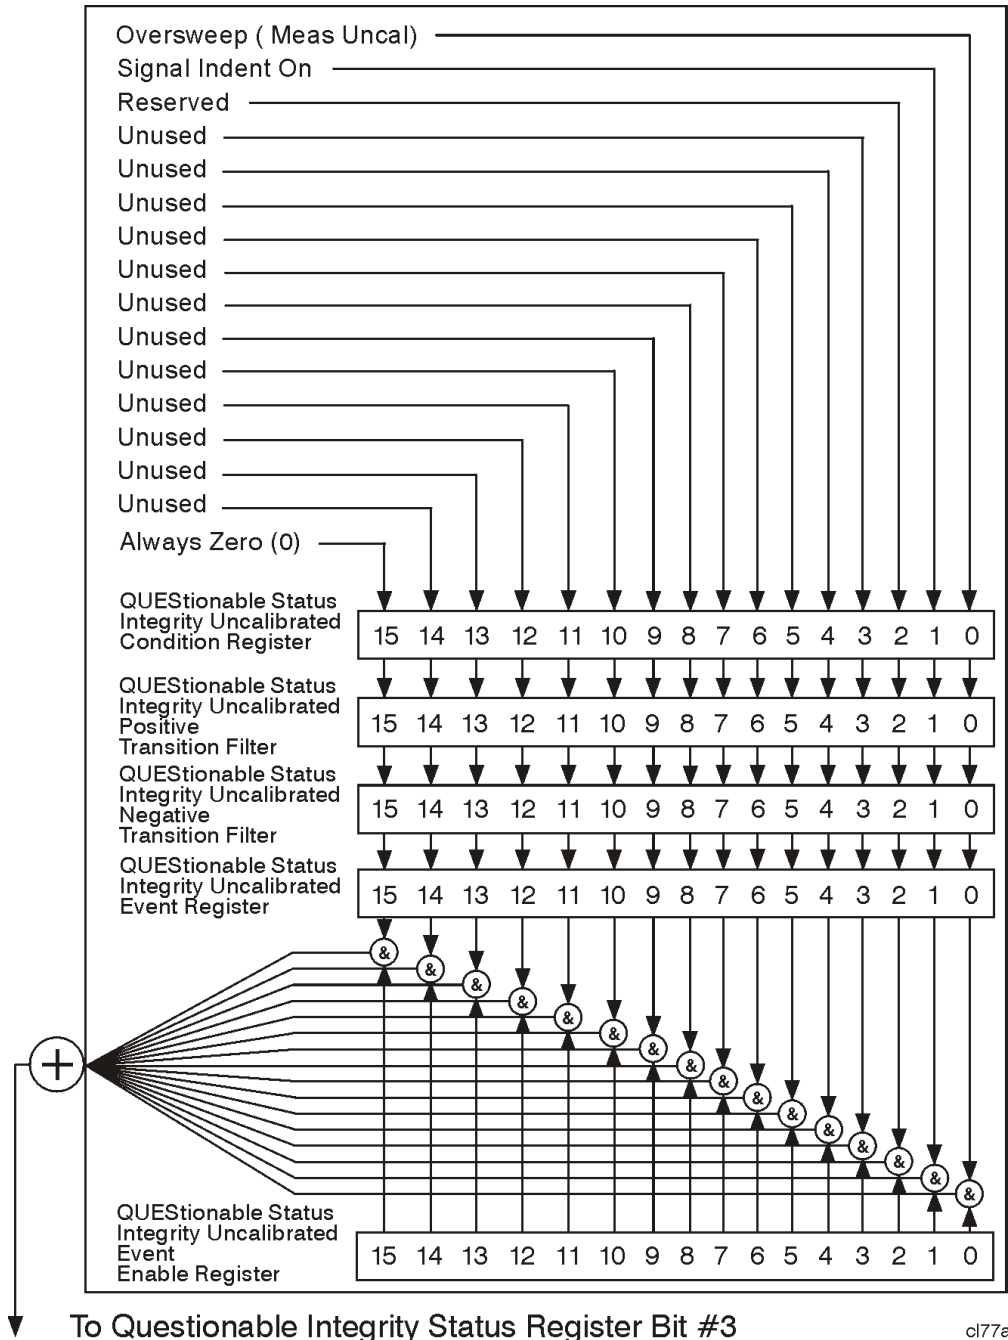 Oversweep ( Meas Uncal)
Signal Indent On
Reserved
Unused
Unused
Unused
Unused
Unused
Unused
Unused
Unused
Unused
Unused
Unused
Unused
Always Zero (0)
QUEStionable Status
Integrity Uncalibrated
Condition Register
15 14 13 12 11 10 9 8 7 6 5 4 3 2 1 0
QUEStionable Status
Integrity Uncalibrated
Positive
Transition Filter
15 14 13 12 11 10 9 8 7 6 5 4 3 2 1 0
QUEStionable Status
Integrity Uncalibrated
Negative
Transition Filter
15 14 13 12 11 10 9 8 7 6 5 4 3 2 1 0
QUEStionable Status
Integrity Uncalibrated
Event Register
15 14 13 12 11 10 9 8 7 6 5 4 3 2 1 0
& & & & & & & & & & & & & & & &
+
QUEStionable Status
Integrity Uncalibrated
Event
Enable Register
15 14 13 12 11 10 9 8 7 6 5 4 3 2 1 0
To Questionable Integrity Status Register Bit #3
cl77a